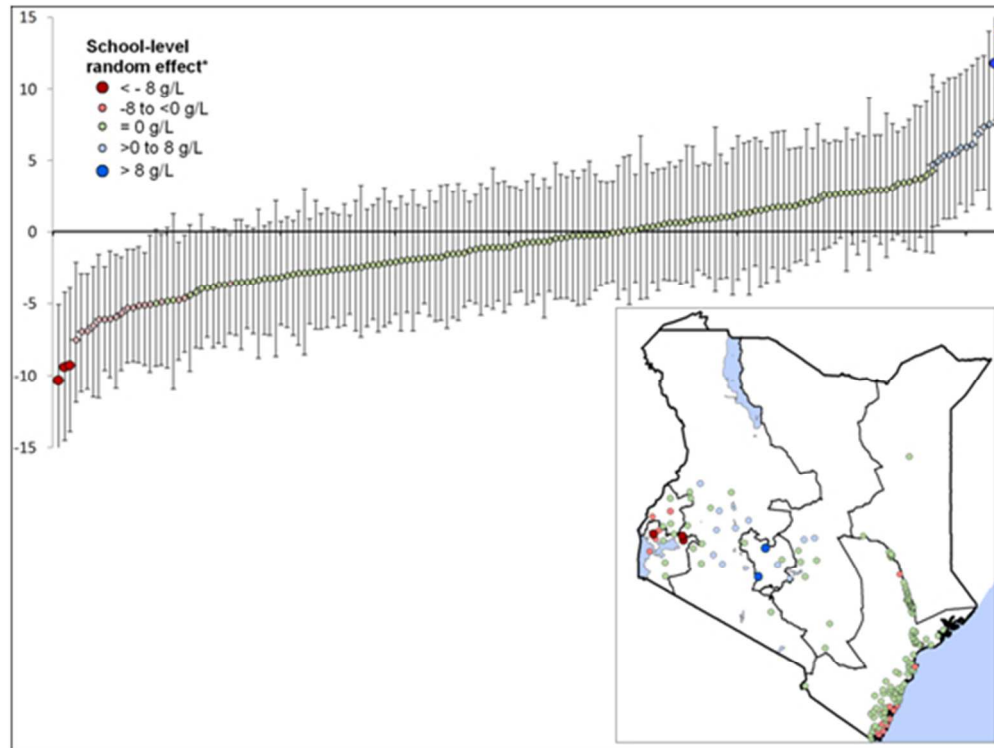 15
School-level
random effect*
< - 8 g/L
-8 to <0 g/L
= 0 g/L
>0 to 8 g/L
> 8 g/L
10
5
0
-5
-10
-15